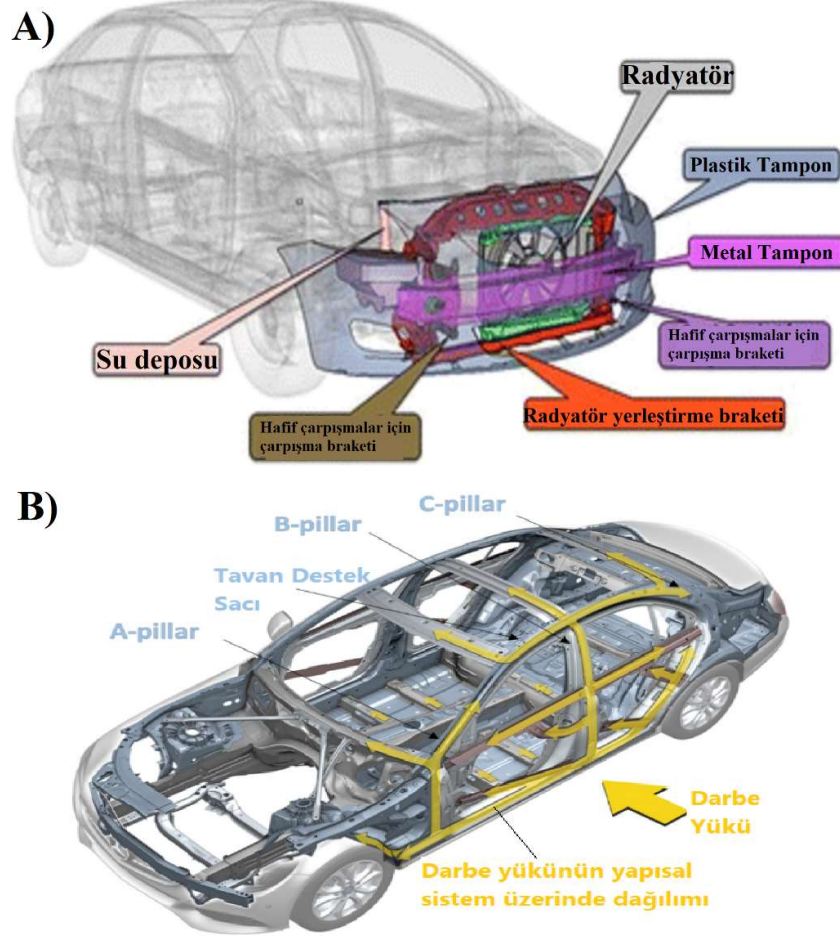 A)
Radyatör
Plastik Tampon
Metal Tampon
Hafif çarpışmalar için
çarpışma braketi
Su deposu
Radyatör yerleştirme braketi
Hafif çarpışmalar için
çarpışma braketi
B)
C-pillar
B-pillar
Tavan Destek
Sacı
A-pillar
Darbe
Yükü
Darbe yükünün yapısal
sistem üzerinde dağılımı